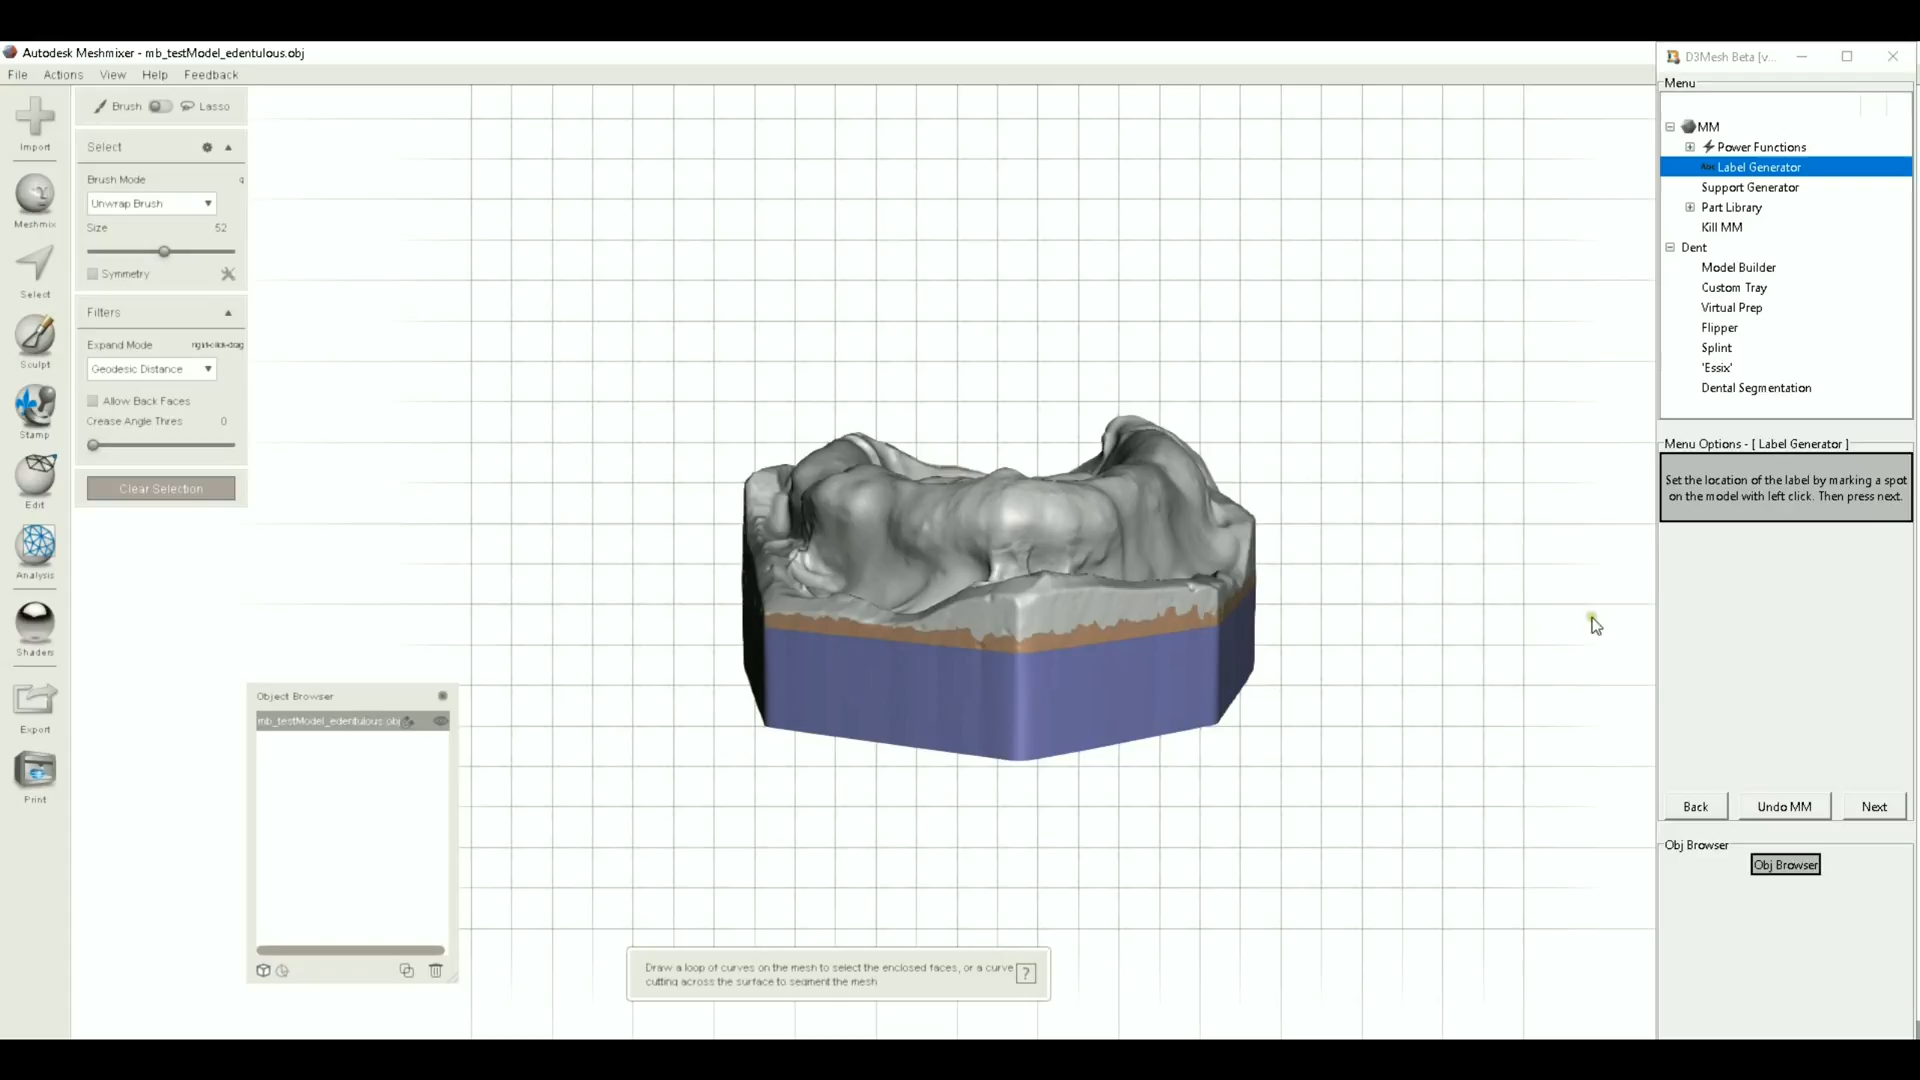 Autodesk Meshmixer - mb_testModel_edentulous.obj
File Actions View Help Feedback
Import
Meshmix
Select
Sculpt
Stamp
Edit
Analysis
Shaders
Export
Print
Brush Lasso
Select
Brush Mode
Unwrap Brush
Size 52
Symmetry
Filters
Expand Mode right-click-drag
Geodesic Distance
Allow Back Faces
Crease Angle Thres 0
Clear Selection
Object Browser
mb_testModel_edentulous.obj
Draw a loop of curves on the mesh to select the enclosed faces, or a curve
cutting across the surface to segment the mesh
?
D3Mesh Beta [v...
Menu
MM
Power Functions
Abc Label Generator
Support Generator
Part Library
Kill MM
Dent
Model Builder
Custom Tray
Virtual Prep
Flipper
Splint
'Essix'
Dental Segmentation
Menu Options - [ Label Generator ]
Set the location of the label by marking a spot
on the model with left click. Then press next.
Back Undo MM Next
Obj Browser
Obj Browser